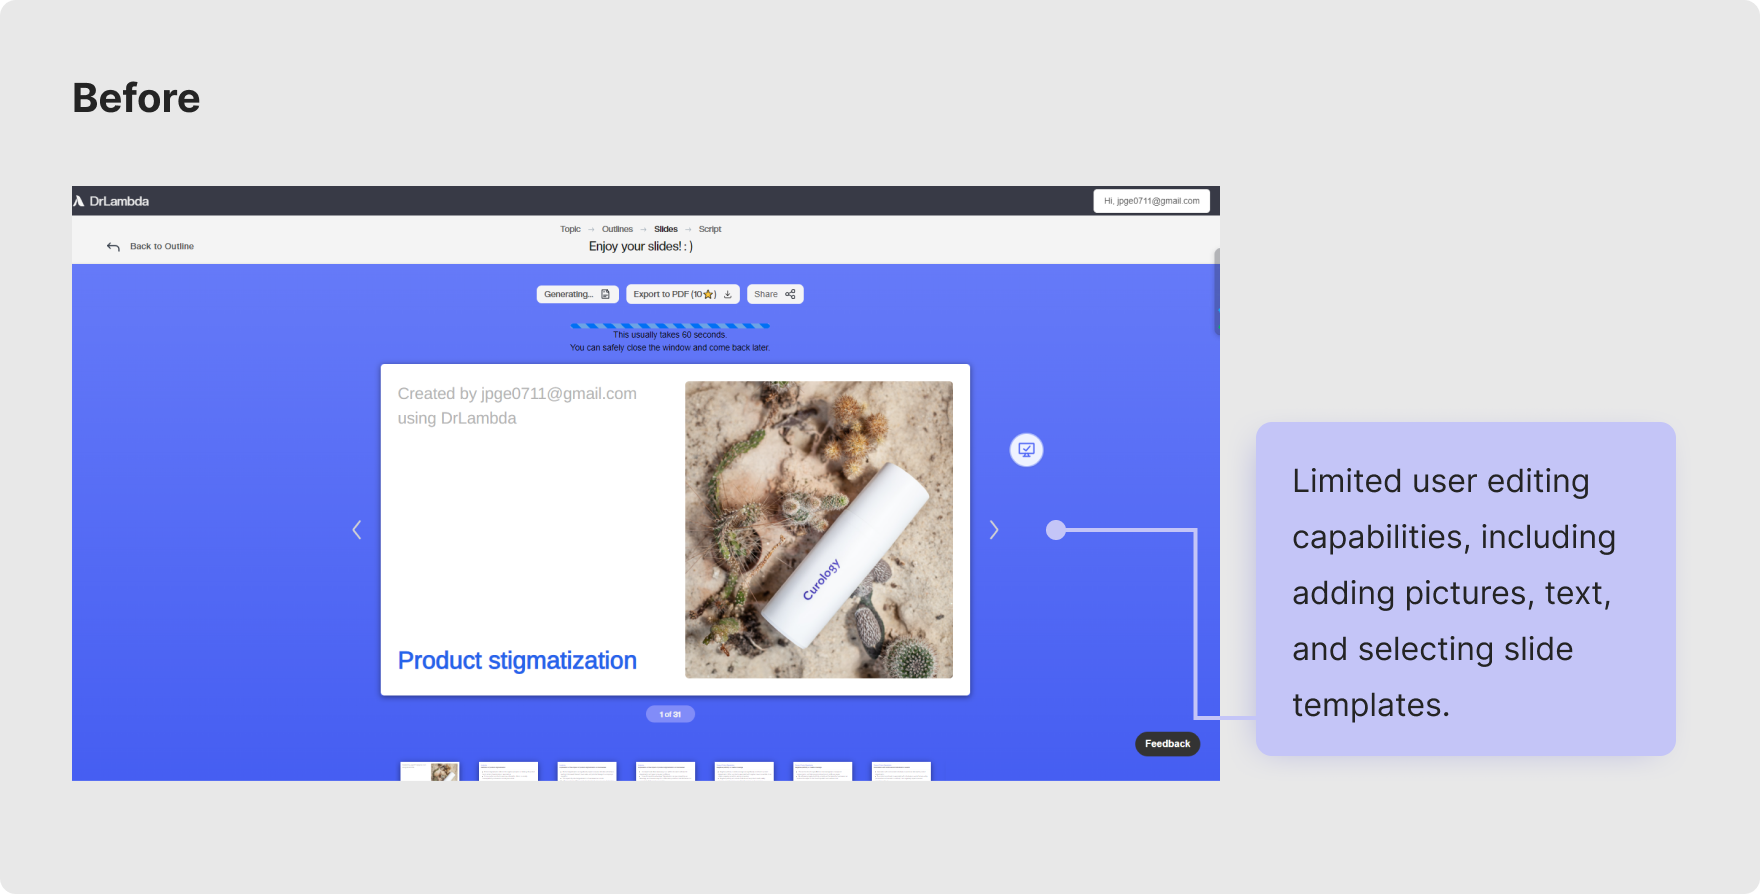 Before
DrLambda
Hi, jpge0711@gmail.com
Topic → Outlines → Slides → Script
Back to Outline
Enjoy your slides! : )
Generating...
Export to PDF (10⭐)
Share
This usually takes 60 seconds.
You can safely close the window and come back later.
Created by jpge0711@gmail.com
using DrLambda
Curology
Product stigmatization
1 of 31
Feedback
Limited user editing
capabilities, including
adding pictures, text,
and selecting slide
templates.